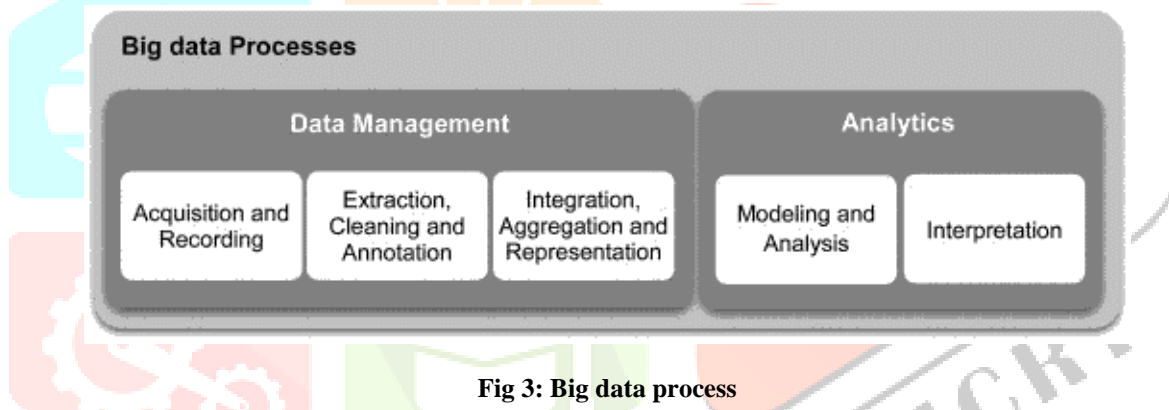 Big data Processes
Data Management
Acquisition and
Recording
Extraction,
Cleaning and
Annotation
Integration,
Aggregation and
Representation
Analytics
Modeling and
Analysis
Interpretation
Fig 3: Big data process